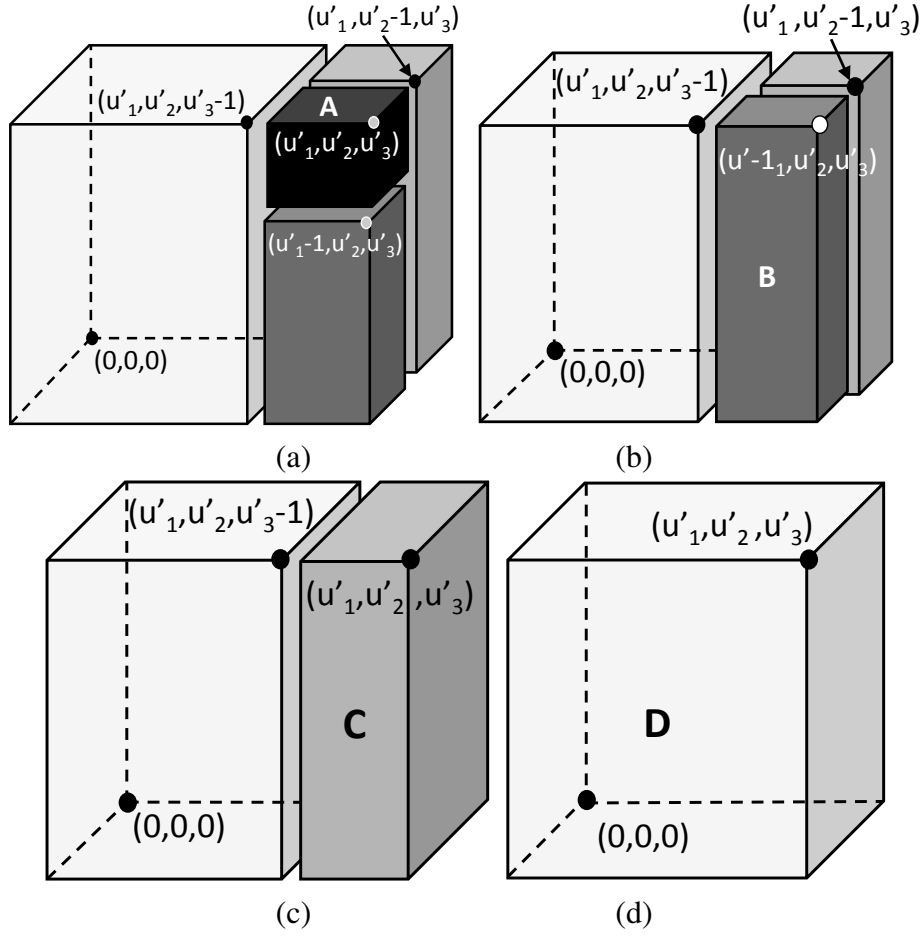 (u'₁,u'₂-1,u'₃)
(u'₁,u'₂,u'₃-1)
A
(u'₁,u'₂,u'₃)
(u'₁-1,u'₂,u'₃)
(0,0,0)
(a)
(u'₁,u'₂-1,u'₃)
(u'₁,u'₂,u'₃-1)
(u'-1₁,u'₂,u'₃)
B
(0,0,0)
(b)
(u'₁,u'₂,u'₃-1)
(u'₁,u'₂ ,u'₃)
C
(0,0,0)
(c)
(u'₁,u'₂,u'₃)
D
(0,0,0)
(d)